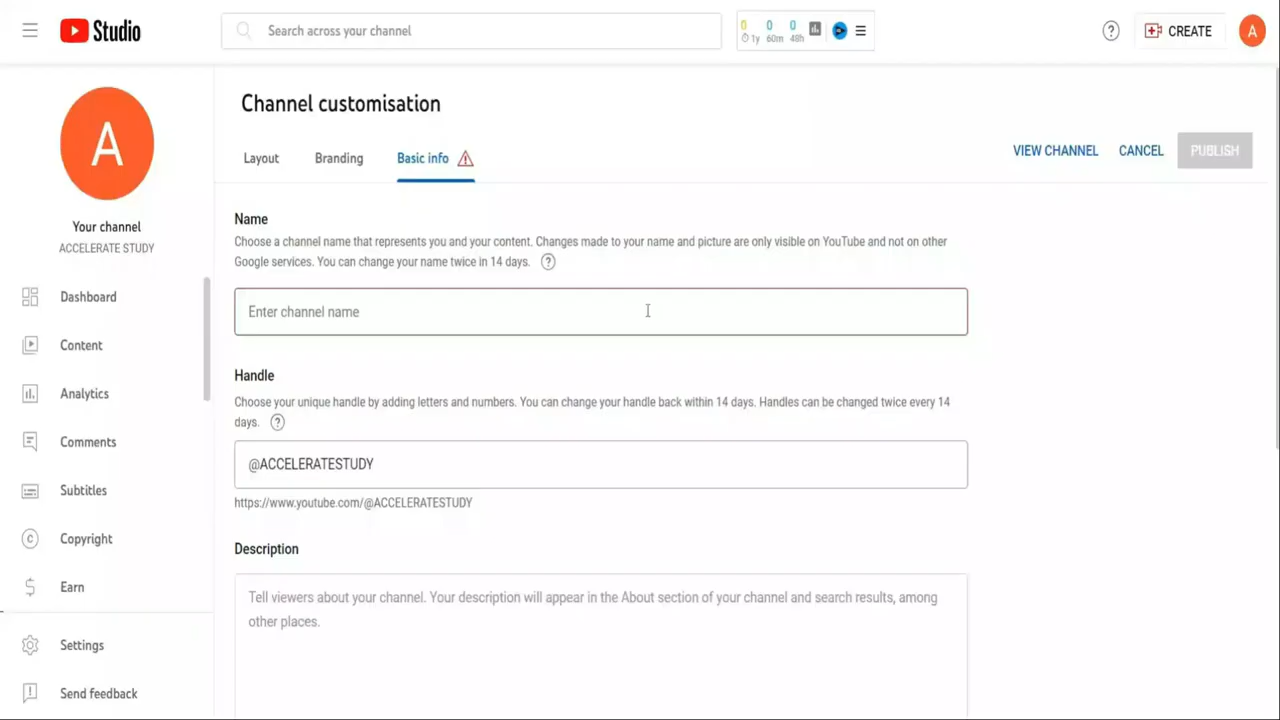 Studio
Search across your channel
0 0 0
1y 60m 48h
?
CREATE
A
A
Your channel
ACCELERATE STUDY
Dashboard
Content
Analytics
Comments
Subtitles
Copyright
Earn
Settings
Send feedback
Channel customisation
Layout Branding Basic info
VIEW CHANNEL CANCEL PUBLISH
Name
Choose a channel name that represents you and your content. Changes made to your name and picture are only visible on YouTube and not on other
Google services. You can change your name twice in 14 days. ?
Enter channel name
Handle
Choose your unique handle by adding letters and numbers. You can change your handle back within 14 days. Handles can be changed twice every 14
days. ?
@ACCELERATESTUDY
https://www.youtube.com/@ACCELERATESTUDY
Description
Tell viewers about your channel. Your description will appear in the About section of your channel and search results, among
other places.